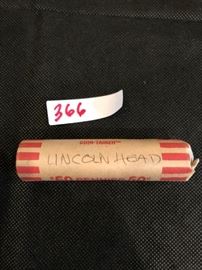 366
COIN-TAINER
LINCOLN HEAD